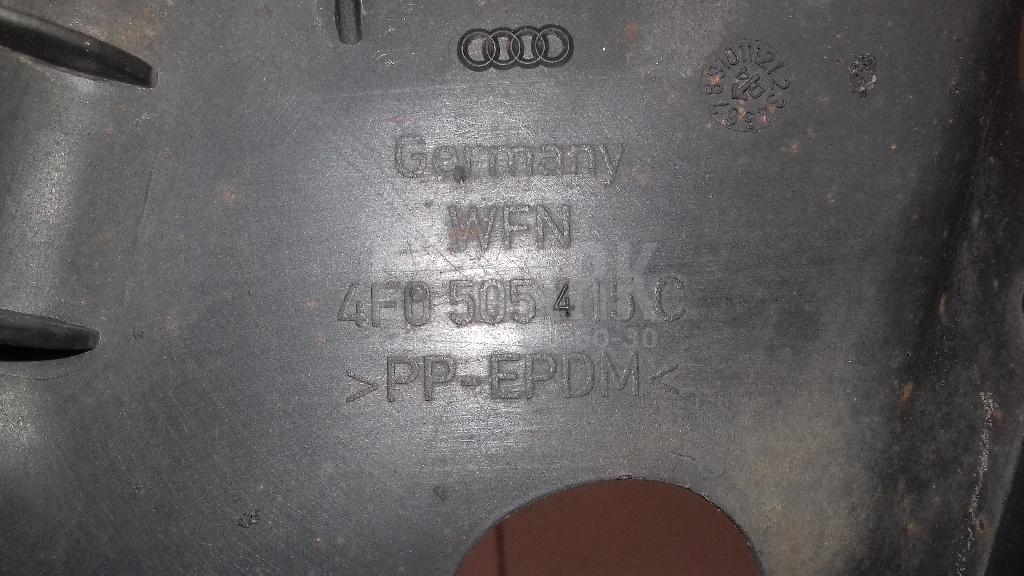 Germany
WFN
4F0 505 415 C
>PP-EPDM<